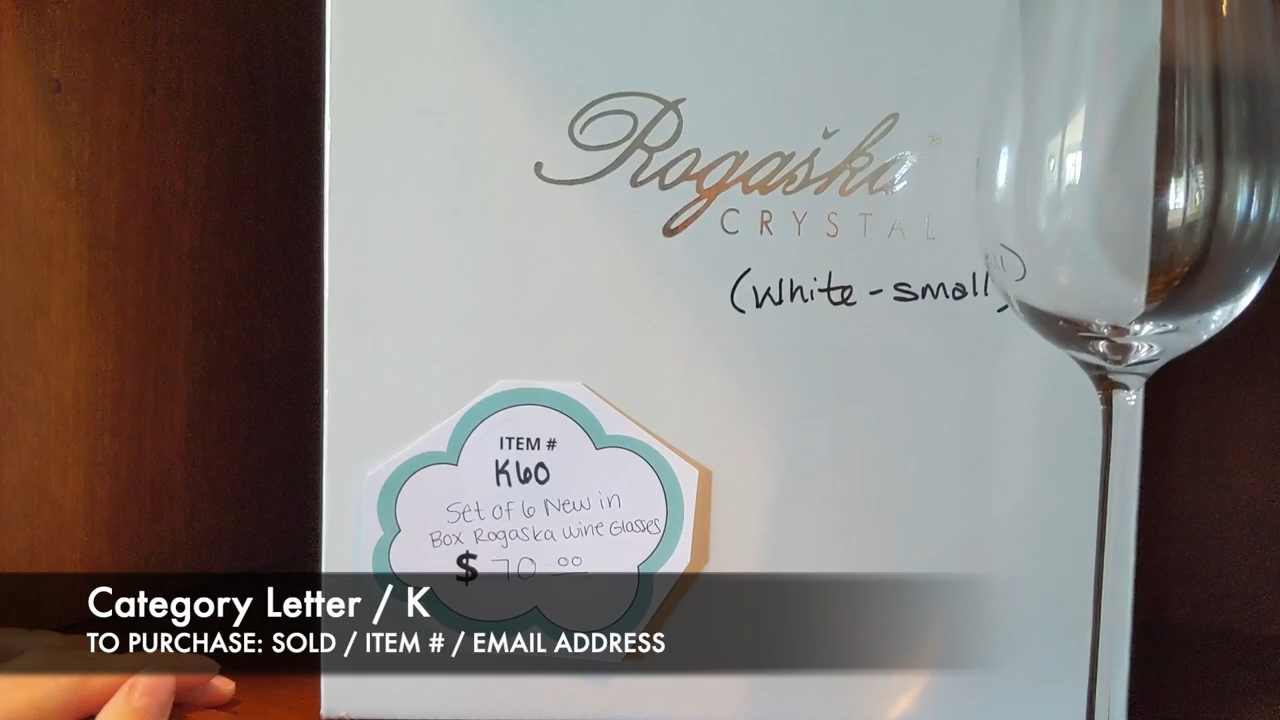 Rogaška®
CRYSTAL
(White-small)
ITEM #
K60
Set of 6 New in
Box Rogaska Wine Glasses
$ 70.00
Category Letter / K
TO PURCHASE: SOLD / ITEM # / EMAIL ADDRESS